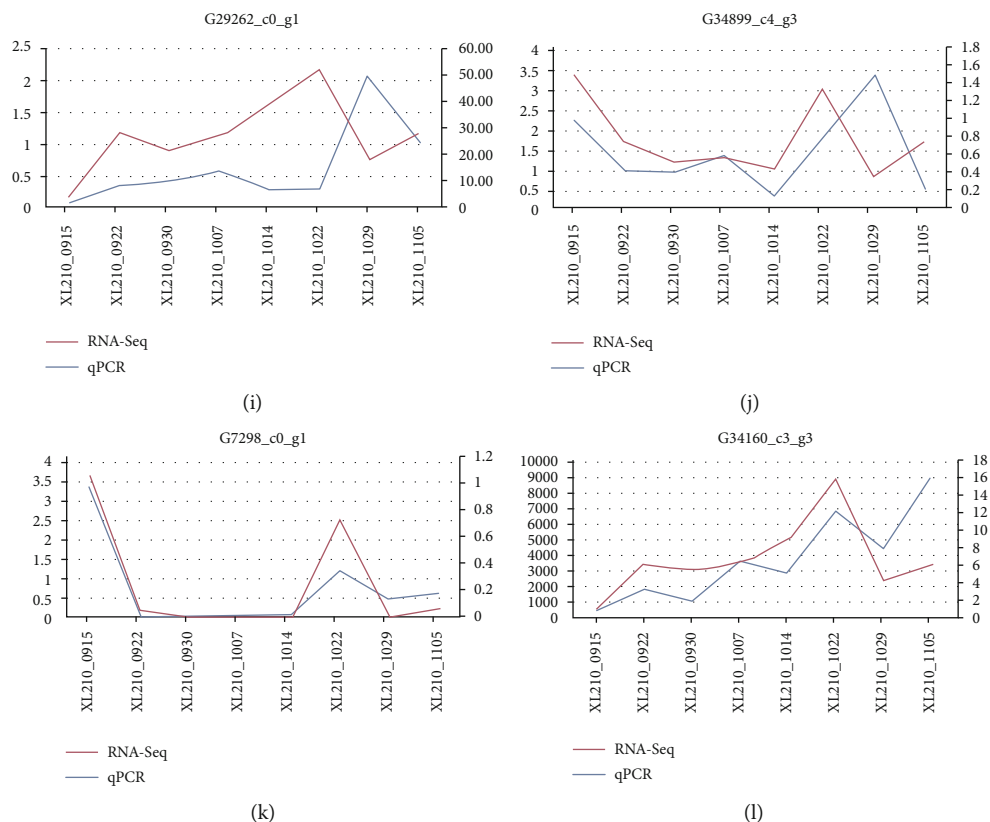 G29262_c0_g1
2.5
2
1.5
1
0.5
0
60.00
50.00
40.00
30.00
20.00
10.00
0
XL210_0915
XL210_0922
XL210_0930
XL210_1007
XL210_1014
XL210_1022
XL210_1029
XL210_1105
RNA-Seq
qPCR
(i)
G34899_c4_g3
4
3.5
3
2.5
2
1.5
1
0.5
0
1.8
1.6
1.4
1.2
1
0.8
0.6
0.4
0.2
0
XL210_0915
XL210_0922
XL210_0930
XL210_1007
XL210_1014
XL210_1022
XL210_1029
XL210_1105
RNA-Seq
qPCR
(j)
G7298_c0_g1
4
3.5
3
2.5
2
1.5
1
0.5
0
1.2
1
0.8
0.6
0.4
0.2
0
XL210_0915
XL210_0922
XL210_0930
XL210_1007
XL210_1014
XL210_1022
XL210_1029
XL210_1105
RNA-Seq
qPCR
(k)
G34160_c3_g3
10000
9000
8000
7000
6000
5000
4000
3000
2000
1000
0
18
16
14
12
10
8
6
4
2
0
XL210_0915
XL210_0922
XL210_0930
XL210_1007
XL210_1014
XL210_1022
XL210_1029
XL210_1105
RNA-Seq
qPCR
(l)